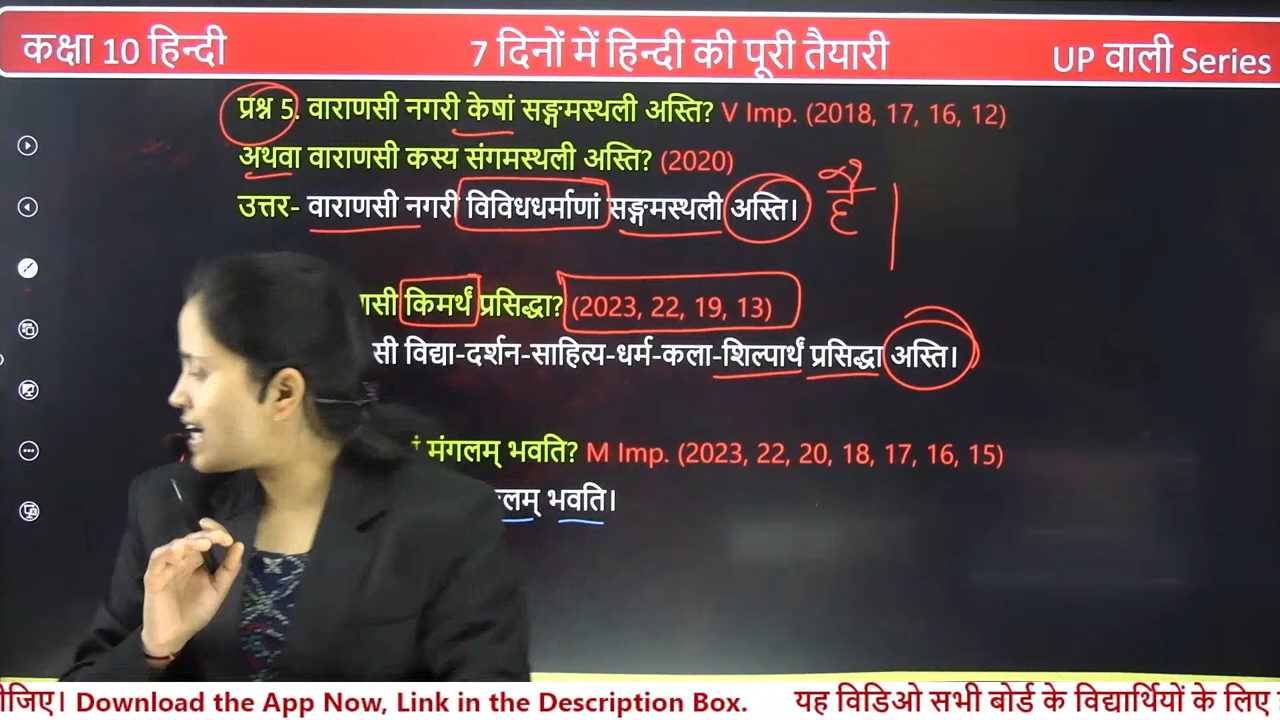 कक्षा 10 हिन्दी 7 दिनों में हिन्दी की पूरी तैयारी UP वाली Series
प्रश्न 5. वाराणसी नगरी केषां सङ्गमस्थली अस्ति? V Imp. (2018, 17, 16, 12)
अथवा वाराणसी कस्य संगमस्थली अस्ति? (2020)
उत्तर- वाराणसी नगरी विविधधर्माणां सङ्गमस्थली अस्ति। है।
किमर्थं प्रसिद्धा? (2023, 22, 19, 13)
विद्या-दर्शन-साहित्य-धर्म-कला-शिल्पार्थं प्रसिद्धा अस्ति।
मंगलम् भवति? M Imp. (2023, 22, 20, 18, 17, 16, 15)
भवति।
Download the App Now, Link in the Description Box. यह विडिओ सभी बोर्ड के विद्यार्थियों के लिए